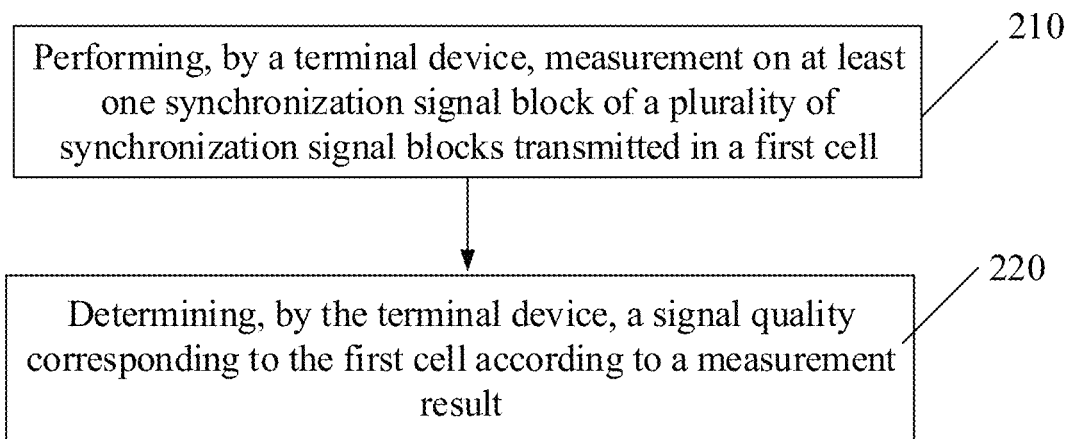 210
Performing, by a terminal device, measurement on at least
one synchronization signal block of a plurality of
synchronization signal blocks transmitted in a first cell
220
Determining, by the terminal device, a signal quality
corresponding to the first cell according to a measurement
result